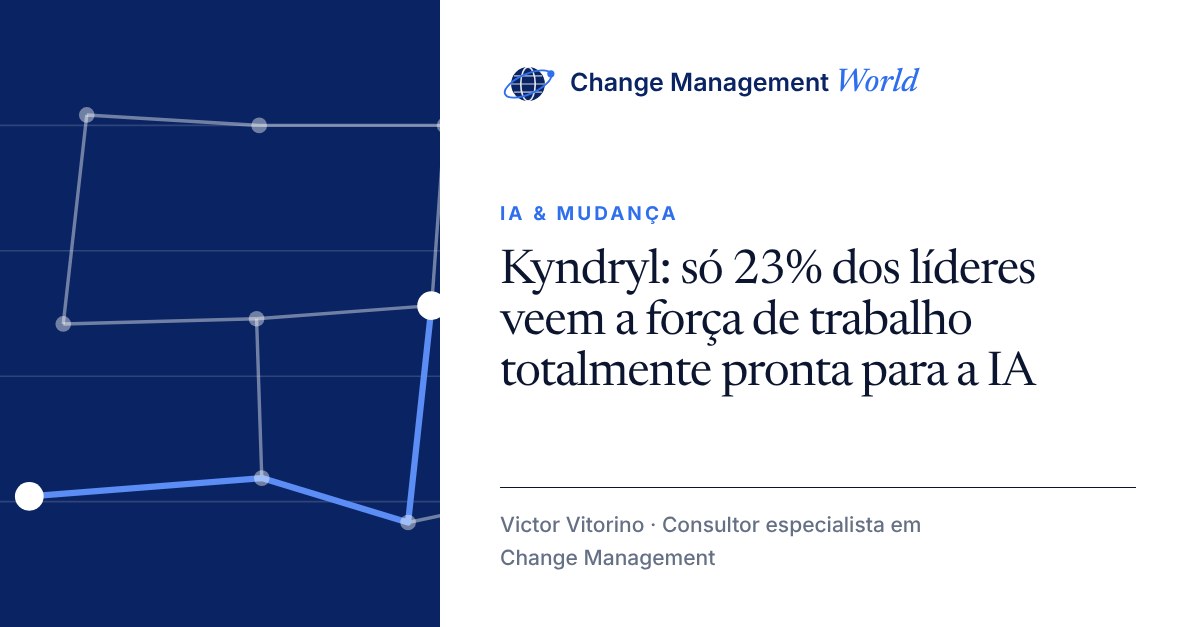 Change Management World
IA & MUDANÇA
Kyndryl: só 23% dos líderes
veem a força de trabalho
totalmente pronta para a IA
Victor Vitorino · Consultor especialista em
Change Management